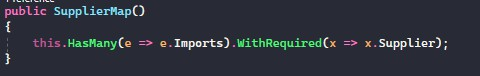 public SupplierMap()
{
this.HasMany(e => e.Imports).WithRequired(x => x.Supplier);
}